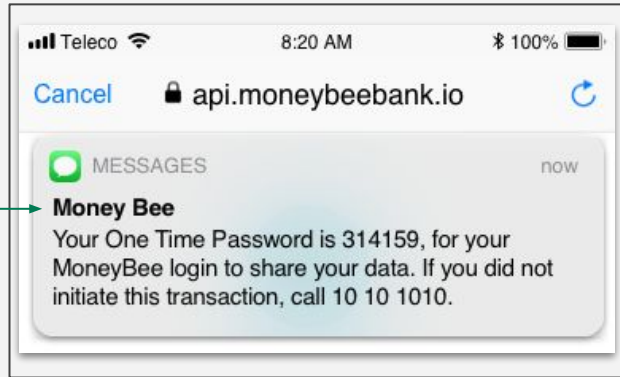 Teleco 8:20 AM 100%
Cancel api.moneybeebank.io
MESSAGES now
Money Bee
Your One Time Password is 314159, for your
MoneyBee login to share your data. If you did not
initiate this transaction, call 10 10 1010.